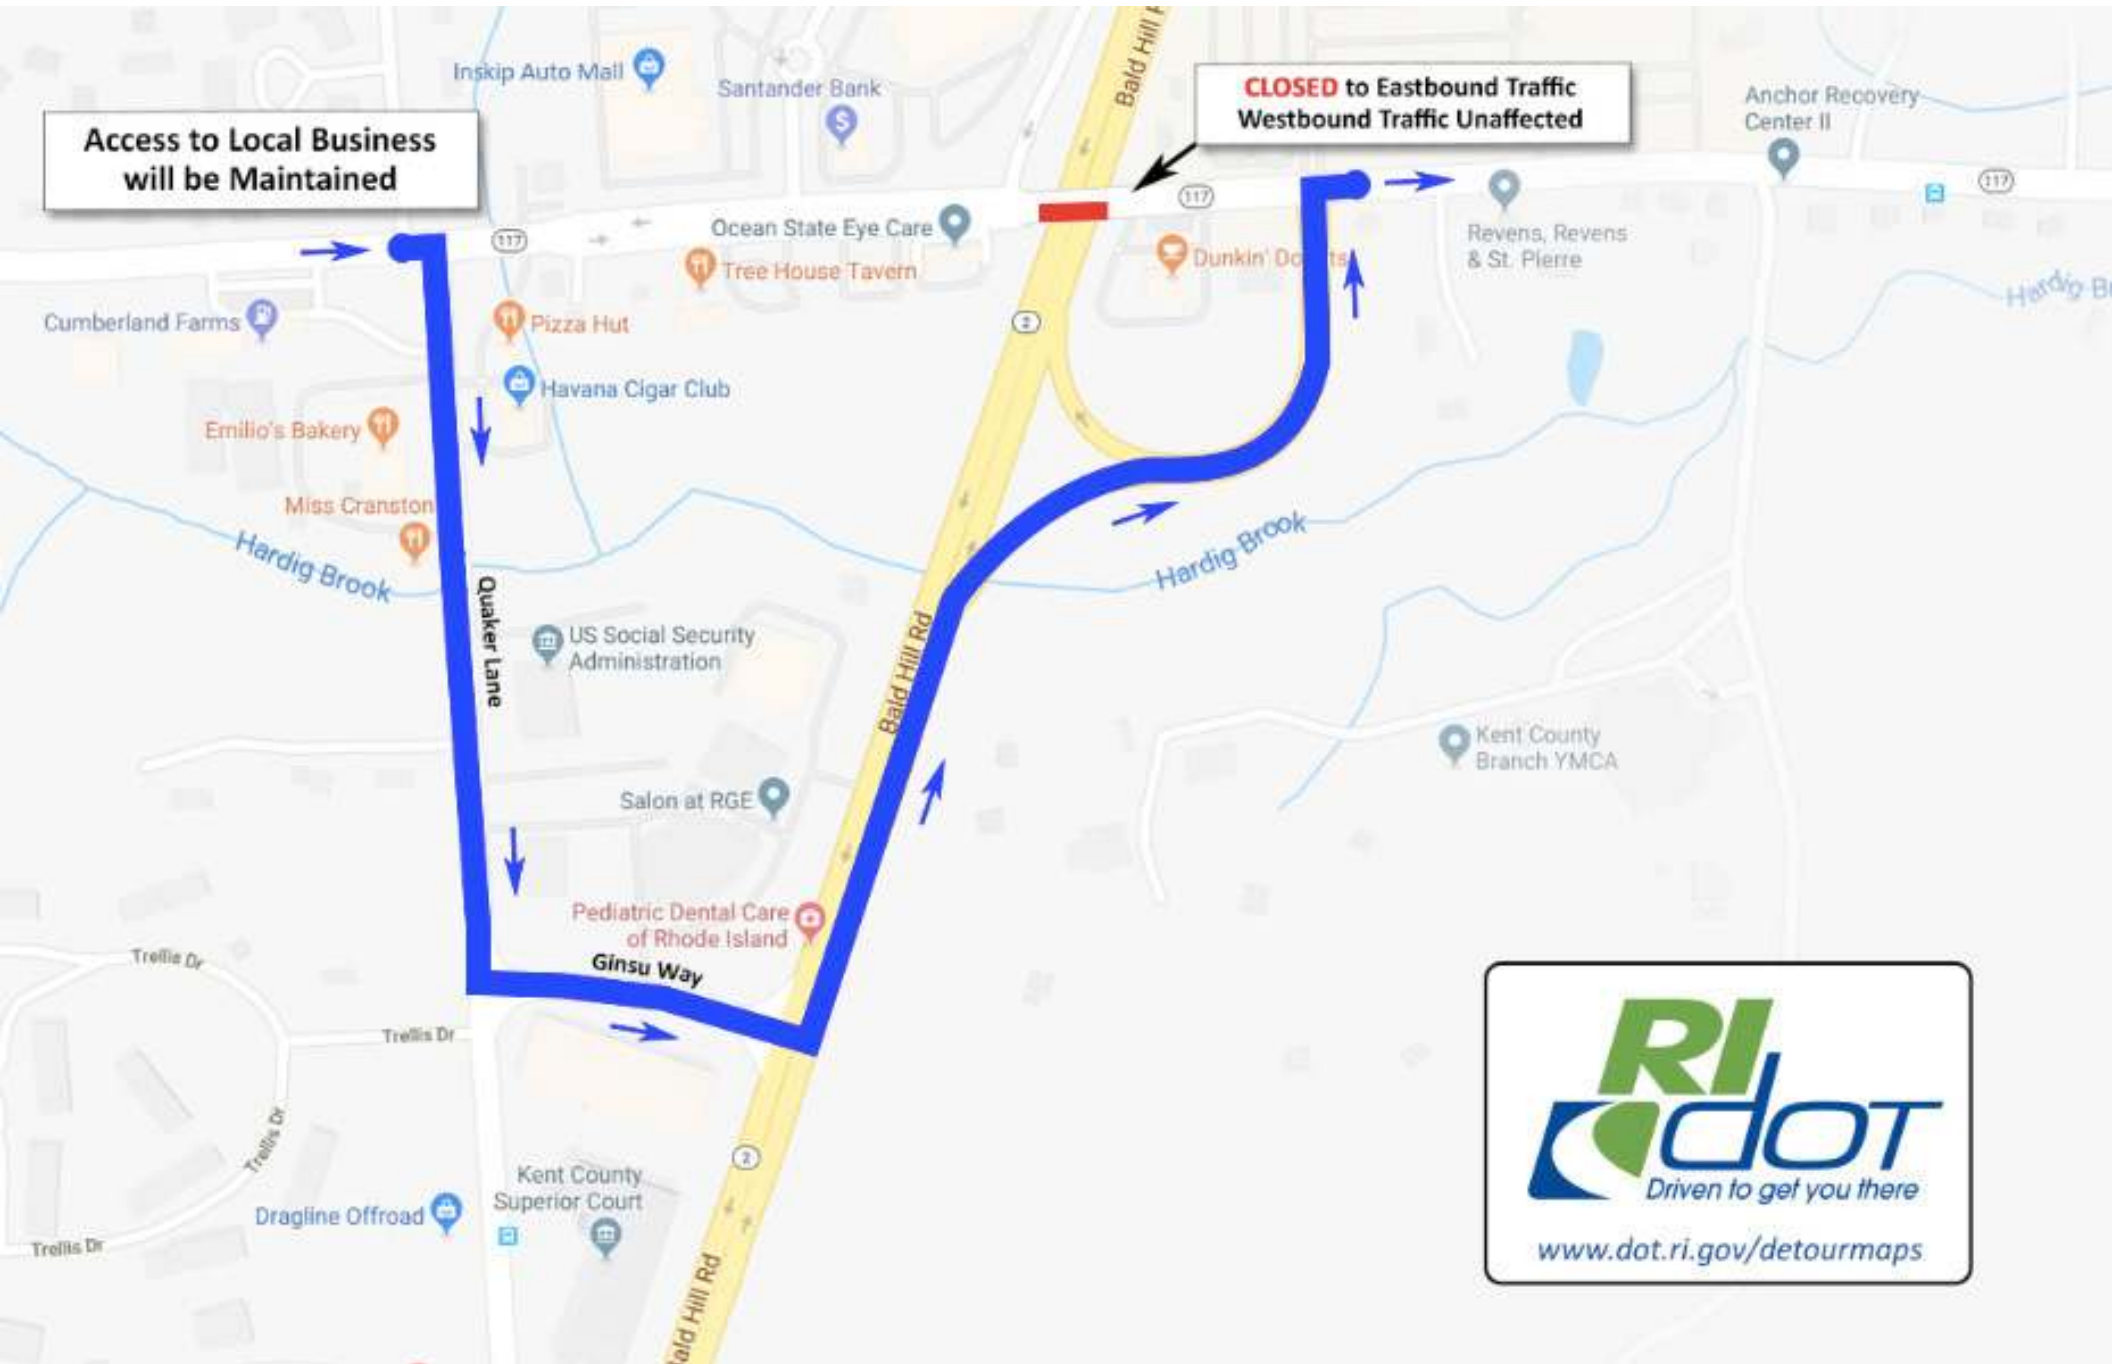 Bald Hill
Inskip Auto Mall
Santander Bank
CLOSED to Eastbound Traffic
Westbound Traffic Unaffected
Anchor Recovery
Center II
Access to Local Business
will be Maintained
117
117
117
Ocean State Eye Care
Tree House Tavern
Dunkin' Do ts
Revens, Revens
& St. Pierre
Hardig
Cumberland Farms
Pizza Hut
2
Havana Cigar Club
Emilio's Bakery
Miss Cranston
Hardig Brook
Hardig Brook
Quaker Lane
US Social Security
Administration
Bald Hill Rd
Kent County
Branch YMCA
Salon at RGE
Pediatric Dental Care
of Rhode Island
Ginsu Way
Trellis Dr
Trellis Dr
Trellis Dr
Trellis Dr
2
Kent County
Superior Court
Dragline Offroad
ald Hill Rd
RI
DOT
Driven to get you there
www.dot.ri.gov/detourmaps